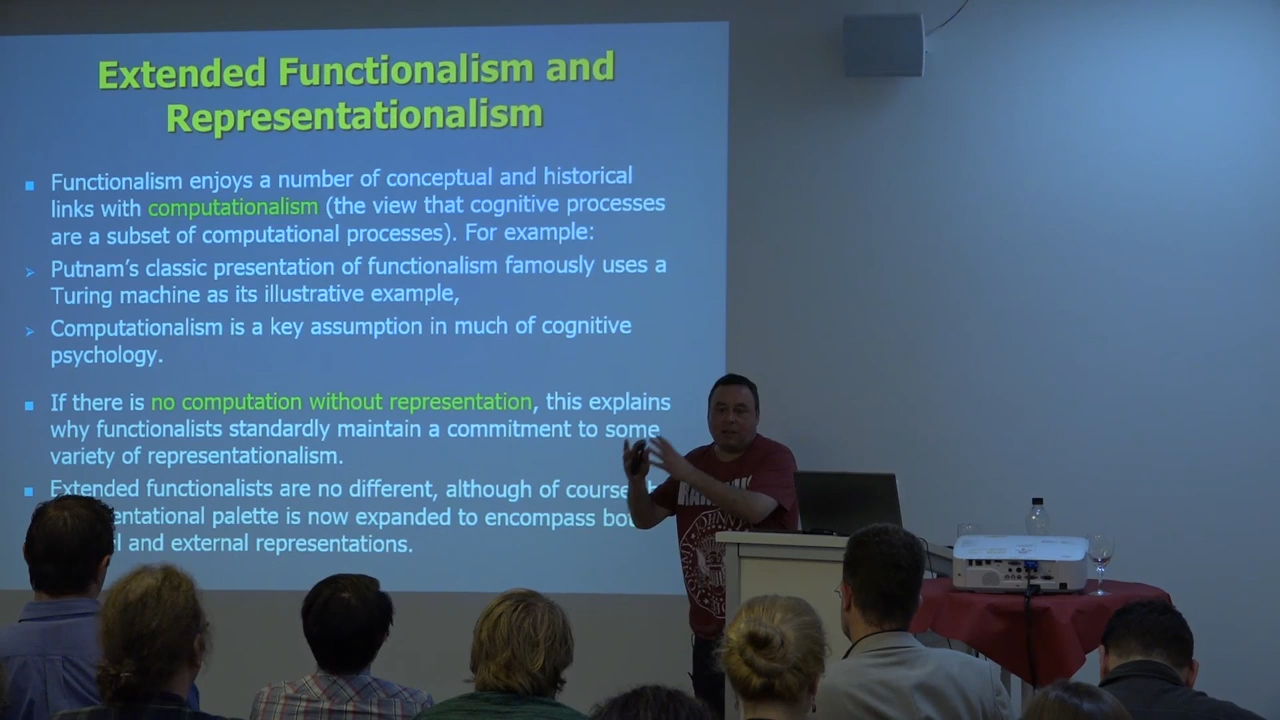 Extended Functionalism and
Representationalism
Functionalism enjoys a number of conceptual and historical
links with computationalism (the view that cognitive processes
are a subset of computational processes). For example:
Putnam's classic presentation of functionalism famously uses a
Turing machine as its illustrative example,
Computationalism is a key assumption in much of cognitive
psychology.
If there is no computation without representation, this explains
why functionalists standardly maintain a commitment to some
variety of representationalism.
Extended functionalists are no different, although of course
palette is now expanded to encompass
and external representations.